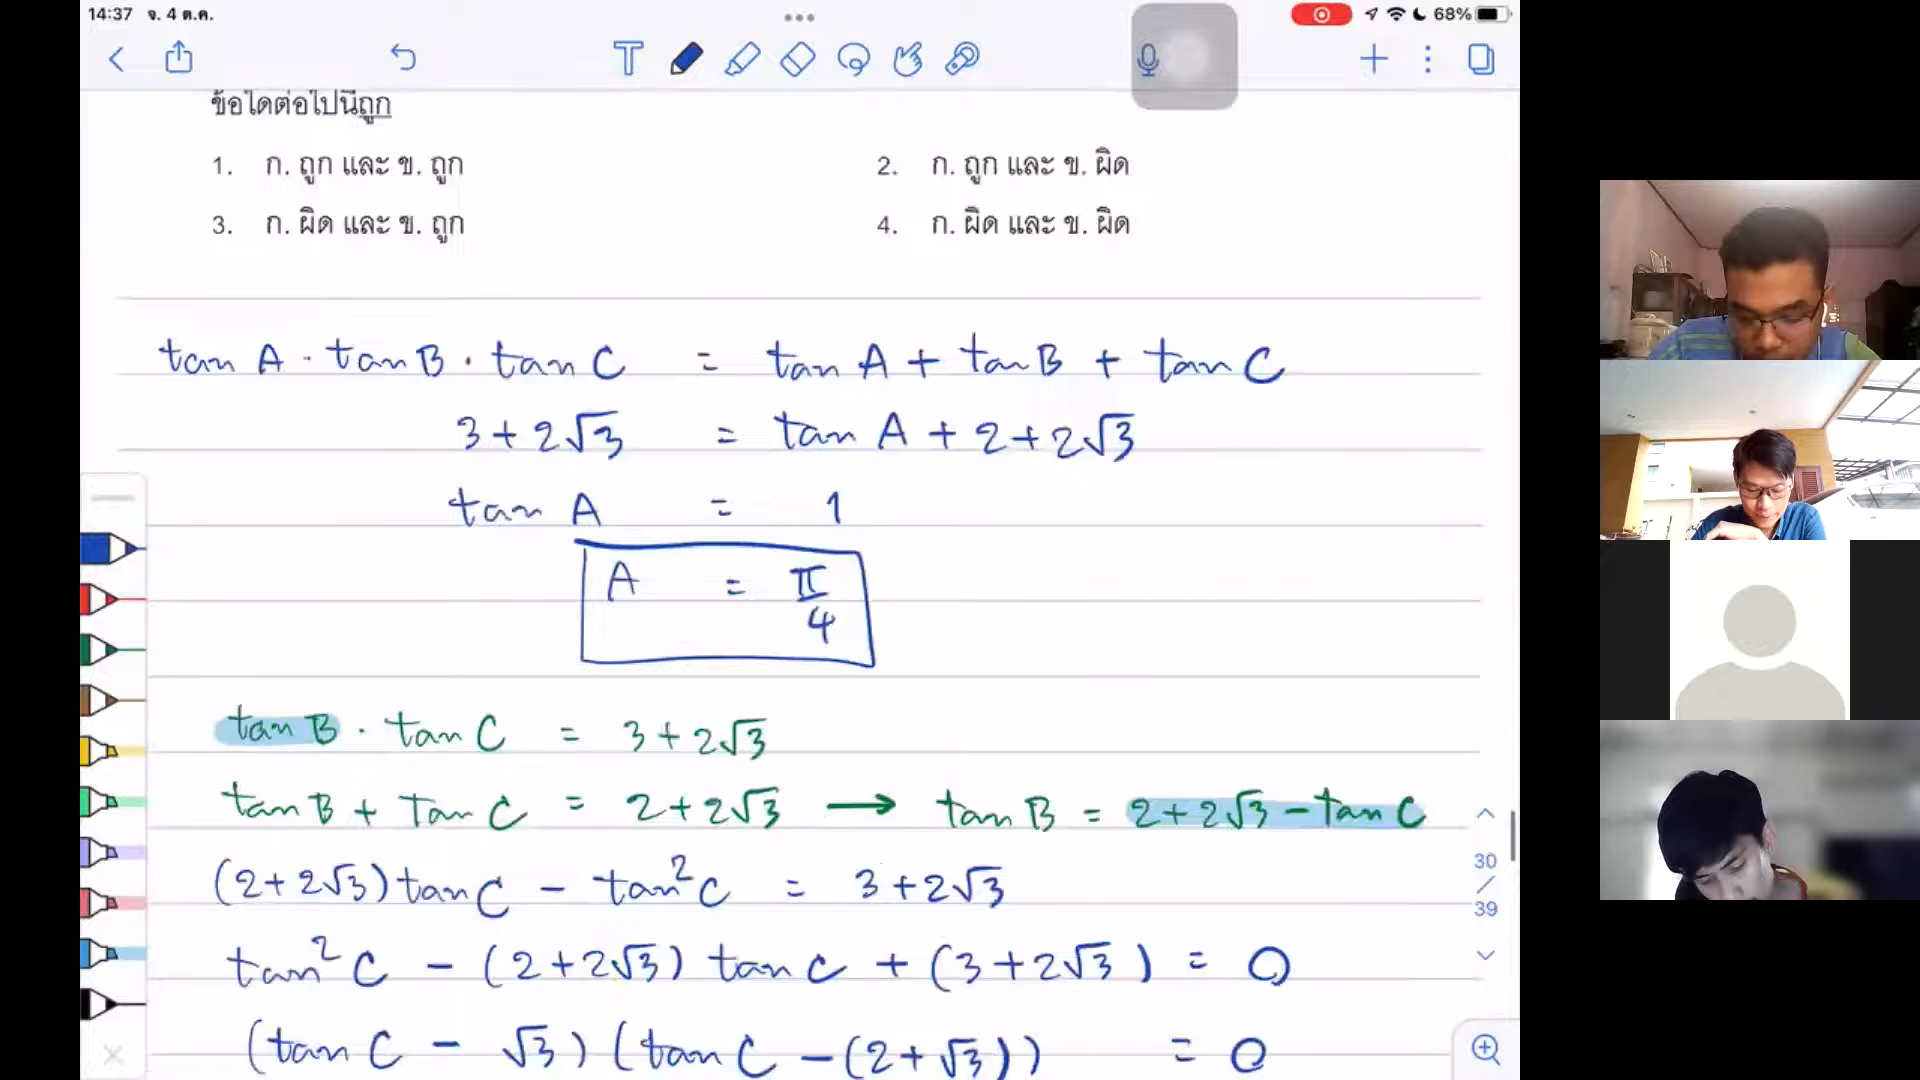 14:37 จ. 4 ต.ค.
68%
ข้อใดต่อไปนี้ถูก
1. ก. ถูก และ ข. ถูก
2. ก. ถูก และ ข. ผิด
3. ก. ผิด และ ข. ถูก
4. ก. ผิด และ ข. ผิด
tan A · tan B · tan C = tan A + tan B + tan C
3 + 2√3 = tan A + 2 + 2√3
tan A = 1
A = π/4
tan B · tan C = 3 + 2√3
tan B + tan C = 2 + 2√3 → tan B = 2 + 2√3 − tan C
(2 + 2√3) tan C − tan² C = 3 + 2√3
tan² C − (2 + 2√3) tan C + (3 + 2√3) = 0
(tan C − √3) (tan C − (2 + √3)) = 0
30 / 39